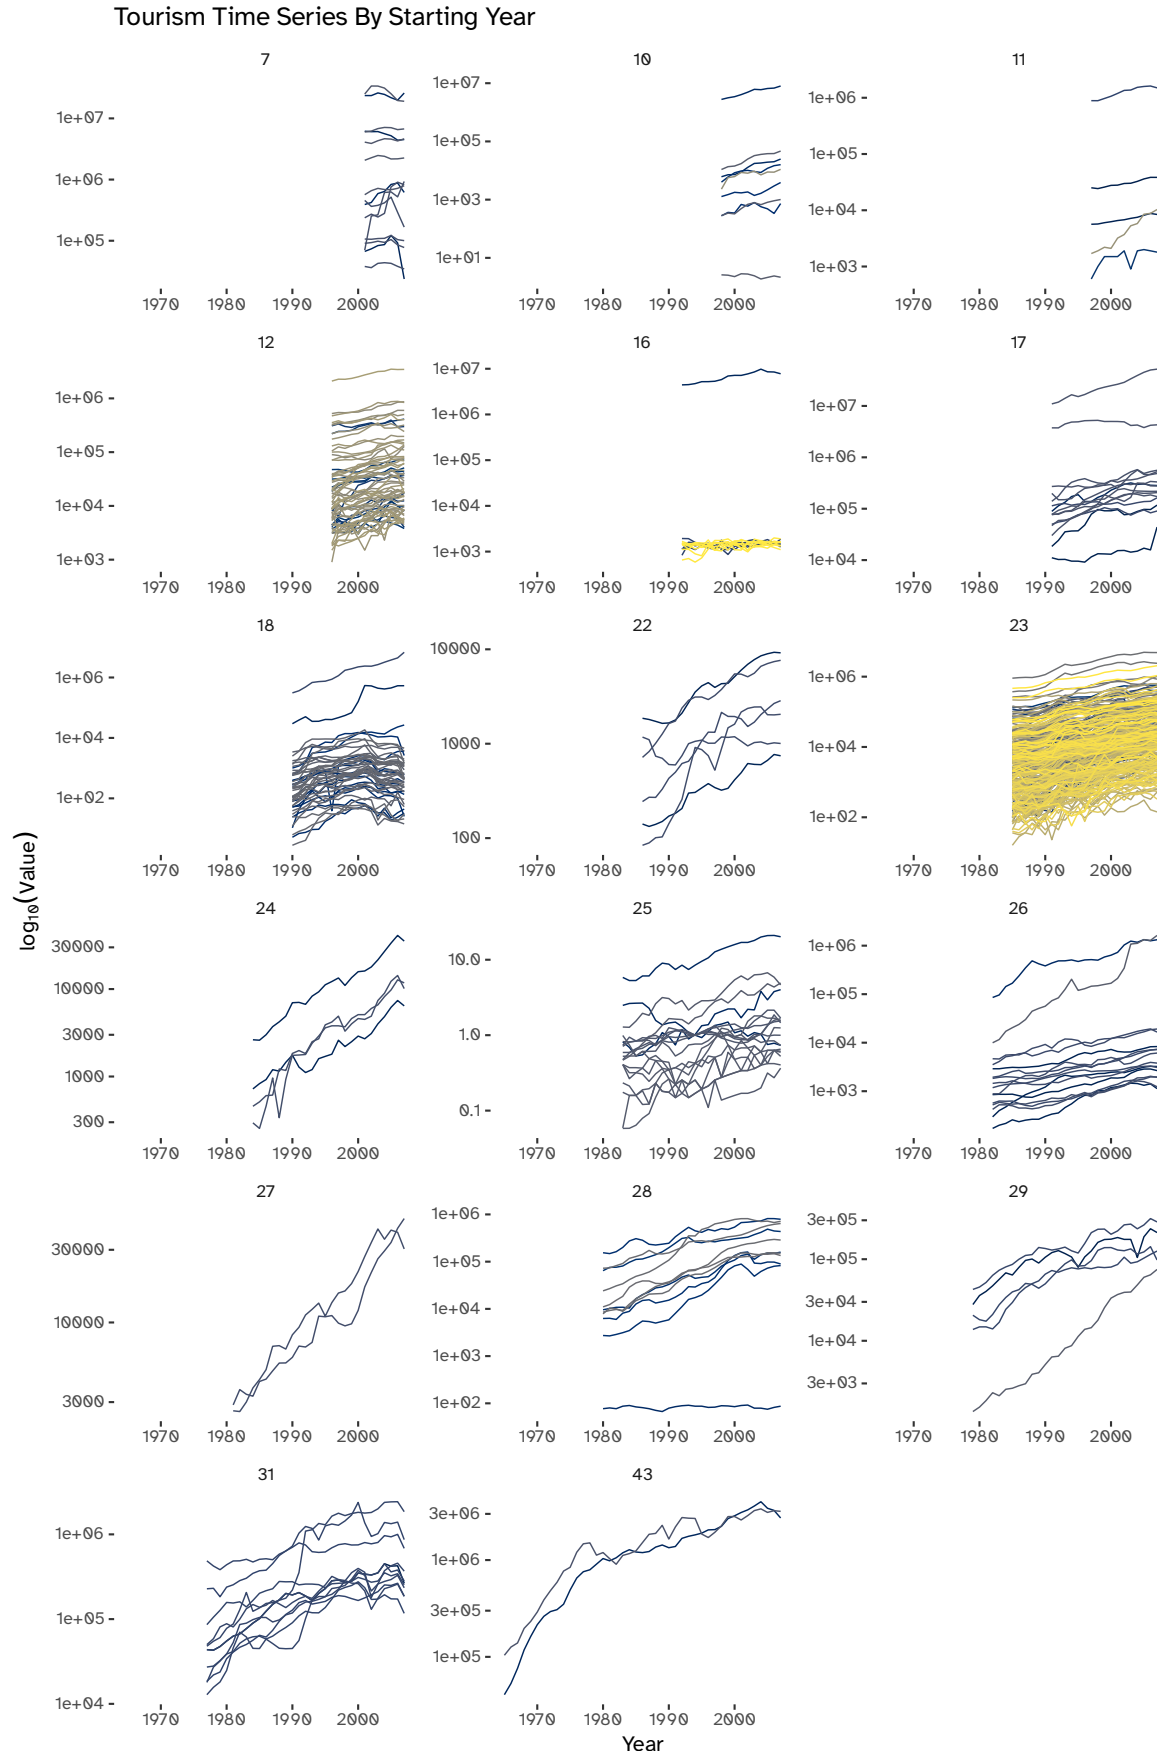 Tourism Time Series By Starting Year
7
10
11
1e+07
1e+06
1e+05
1e+07
1e+05
1e+03
1e+01
1e+06
1e+05
1e+04
1e+03
1970 1980 1990 2000
1970 1980 1990 2000
1970 1980 1990 2000
12
16
17
1e+06
1e+05
1e+04
1e+03
1e+07
1e+06
1e+05
1e+04
1e+03
1e+07
1e+06
1e+05
1e+04
1970 1980 1990 2000
1970 1980 1990 2000
1970 1980 1990 2000
18
22
23
1e+06
1e+04
1e+02
10000
1000
100
1e+06
1e+04
1e+02
1970 1980 1990 2000
1970 1980 1990 2000
1970 1980 1990 2000
log10(Value)
24
25
26
30000
10000
3000
1000
300
10.0
1.0
0.1
1e+06
1e+05
1e+04
1e+03
1970 1980 1990 2000
1970 1980 1990 2000
1970 1980 1990 2000
27
28
29
30000
10000
3000
1e+06
1e+05
1e+04
1e+03
1e+02
3e+05
1e+05
3e+04
1e+04
3e+03
1970 1980 1990 2000
1970 1980 1990 2000
1970 1980 1990 2000
31
43
1e+06
1e+05
1e+04
3e+06
1e+06
3e+05
1e+05
1970 1980 1990 2000
1970 1980 1990 2000
Year